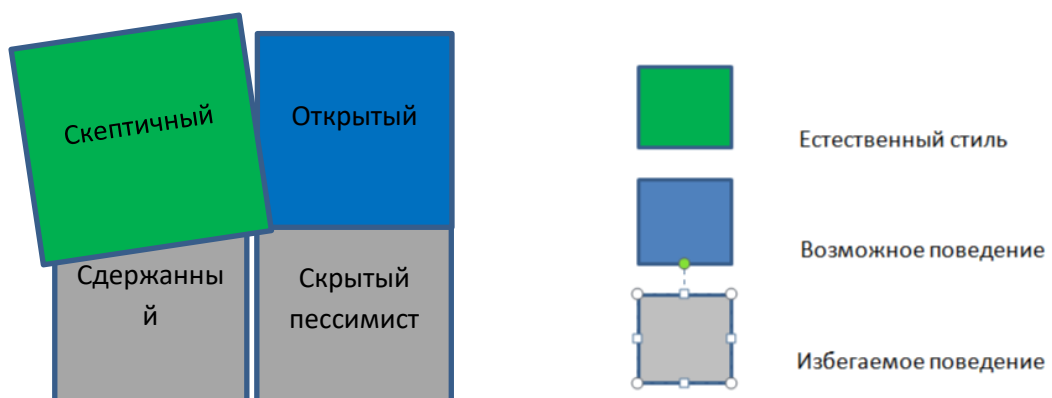 Скептичный
Открытый
Сдержанны
й
Скрытый
пессимист
Естественный стиль
Возможное поведение
Избегаемое поведение